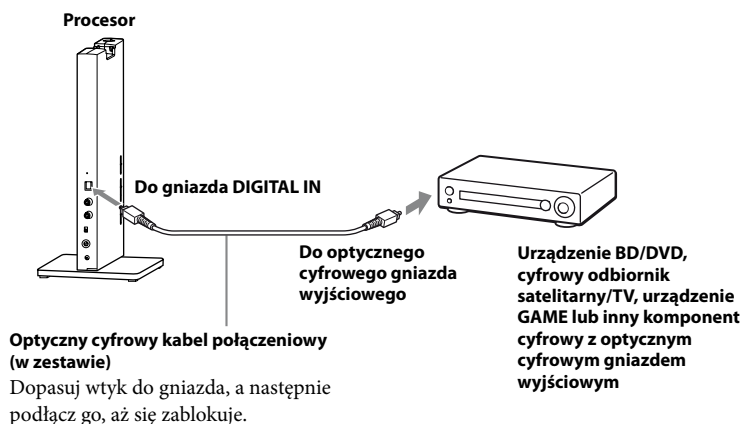 Procesor
Do gniazda DIGITAL IN
Do optycznego
cyfrowego gniazda
wyjściowego
Urządzenie BD/DVD,
cyfrowy odbiornik
satelitarny/TV, urządzenie
GAME lub inny komponent
cyfrowy z optycznym
cyfrowym gniazdem
wyjściowym
Optyczny cyfrowy kabel połączeniowy
(w zestawie)
Dopasuj wtyk do gniazda, a następnie
podłącz go, aż się zablokuje.